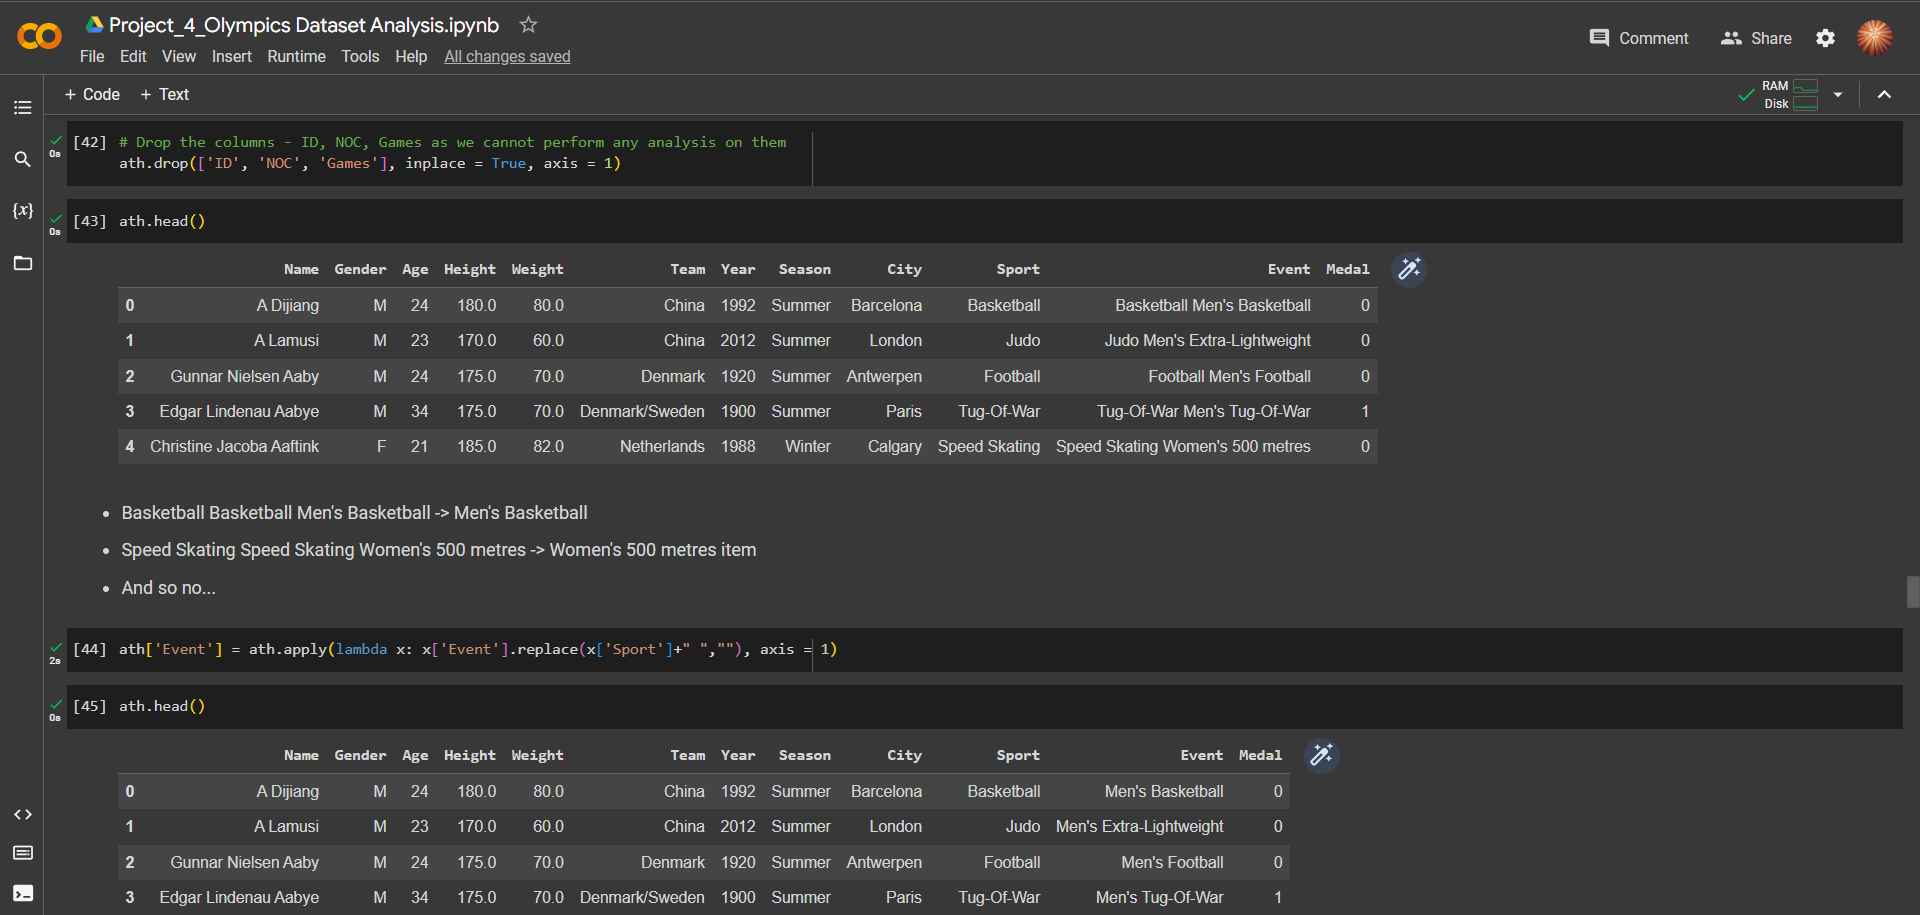 Project_4_Olympics Dataset Analysis.ipynb
File Edit View Insert Runtime Tools Help All changes saved
Comment Share
+ Code + Text
RAM
Disk
[42] # Drop the columns - ID, NOC, Games as we cannot perform any analysis on them
0s
ath.drop(['ID', 'NOC', 'Games'], inplace = True, axis = 1)
[43] ath.head()
0s
Name Gender Age Height Weight Team Year Season City Sport Event Medal
0 A Dijiang M 24 180.0 80.0 China 1992 Summer Barcelona Basketball Basketball Men's Basketball 0
1 A Lamusi M 23 170.0 60.0 China 2012 Summer London Judo Judo Men's Extra-Lightweight 0
2 Gunnar Nielsen Aaby M 24 175.0 70.0 Denmark 1920 Summer Antwerpen Football Football Men's Football 0
3 Edgar Lindenau Aabye M 34 175.0 70.0 Denmark/Sweden 1900 Summer Paris Tug-Of-War Tug-Of-War Men's Tug-Of-War 1
4 Christine Jacoba Aaftink F 21 185.0 82.0 Netherlands 1988 Winter Calgary Speed Skating Speed Skating Women's 500 metres 0
• Basketball Basketball Men's Basketball -> Men's Basketball
• Speed Skating Speed Skating Women's 500 metres -> Women's 500 metres item
• And so no...
[44] ath['Event'] = ath.apply(lambda x: x['Event'].replace(x['Sport']+" ",""), axis = 1)
2s
[45] ath.head()
0s
Name Gender Age Height Weight Team Year Season City Sport Event Medal
0 A Dijiang M 24 180.0 80.0 China 1992 Summer Barcelona Basketball Men's Basketball 0
1 A Lamusi M 23 170.0 60.0 China 2012 Summer London Judo Men's Extra-Lightweight 0
2 Gunnar Nielsen Aaby M 24 175.0 70.0 Denmark 1920 Summer Antwerpen Football Men's Football 0
3 Edgar Lindenau Aabye M 34 175.0 70.0 Denmark/Sweden 1900 Summer Paris Tug-Of-War Men's Tug-Of-War 1